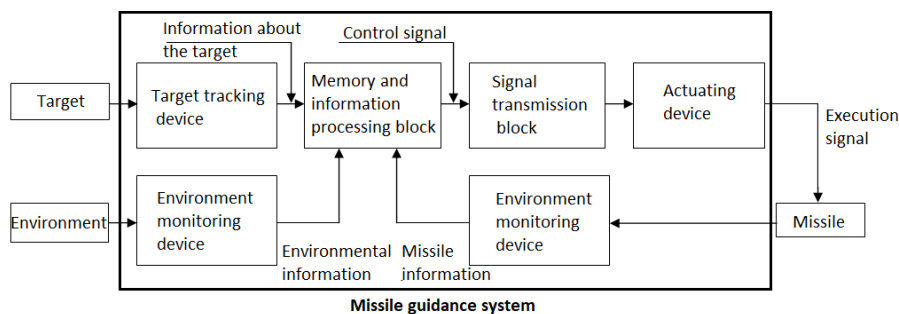 Information about
the target
Control signal
Target
Target tracking
device
Memory and
information
processing block
Signal
transmission
block
Actuating
device
Execution
signal
Environment
Environment
monitoring
device
Environmental
information
Missile
information
Environment
monitoring
device
Missile
Missile guidance system